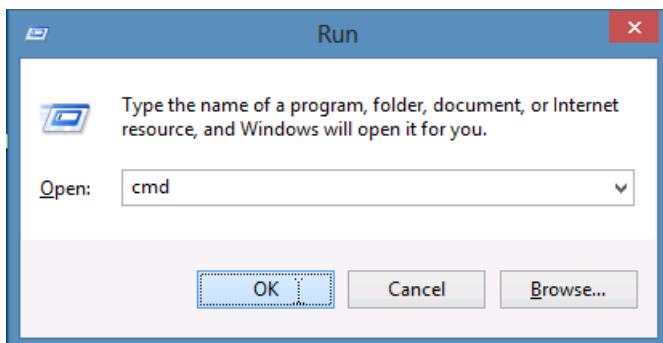 Run
Type the name of a program, folder, document, or Internet
resource, and Windows will open it for you.
Open: cmd
OK Cancel Browse...